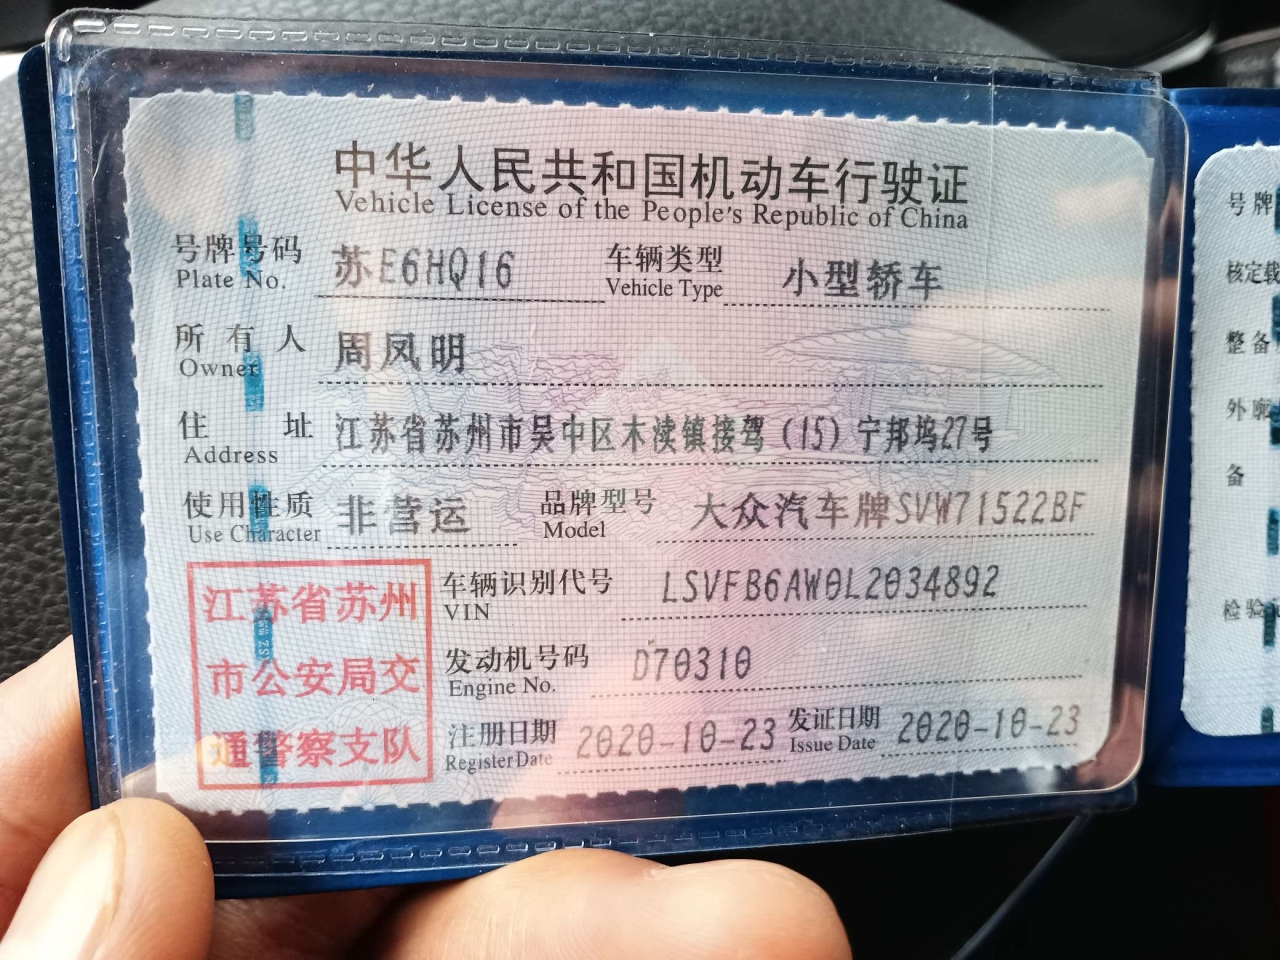 中华人民共和国机动车行驶证
Vehicle License of the People's Republic of China
号牌号码 苏E6HQ16 车辆类型 小型轿车
Plate No. Vehicle Type
所有人 周凤明
Owner
住址 江苏省苏州市吴中区木渎镇接驾（15）宁邦坞27号
Address
使用性质 非营运 品牌型号 大众汽车牌SVW71522BF
Use Character Model
江苏省苏州
市公安局交
通警察支队
车辆识别代号 LSVFB6AW0L2034892
VIN
发动机号码 D70310
Engine No.
注册日期 2020-10-23 发证日期 2020-10-23
Register Date Issue Date
号牌
核定载
整备
外廓
备
检验